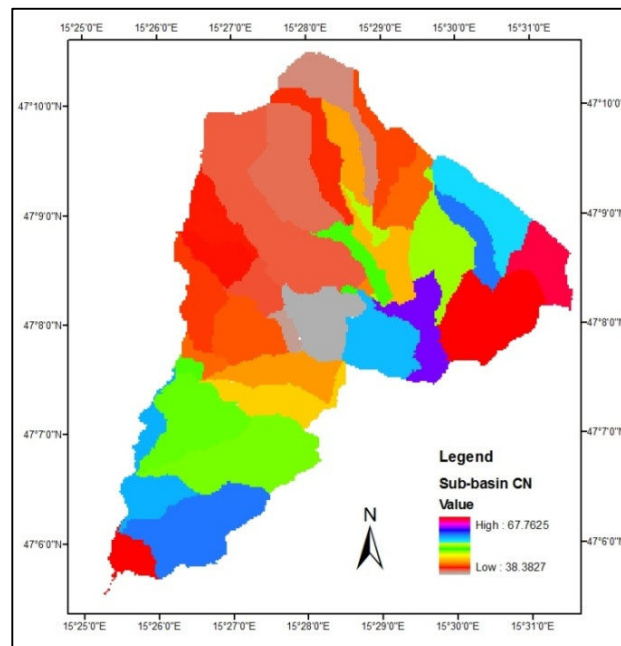 15°25'0"E 15°26'0"E 15°27'0"E 15°28'0"E 15°29'0"E 15°30'0"E 15°31'0"E
47°10'0"N 47°10'0"N
47°9'0"N 47°9'0"N
47°8'0"N 47°8'0"N
47°7'0"N 47°7'0"N
47°6'0"N 47°6'0"N
Legend
Sub-basin CN
Value
High : 67.7625
Low : 38.3827
N
15°25'0"E 15°26'0"E 15°27'0"E 15°28'0"E 15°29'0"E 15°30'0"E 15°31'0"E